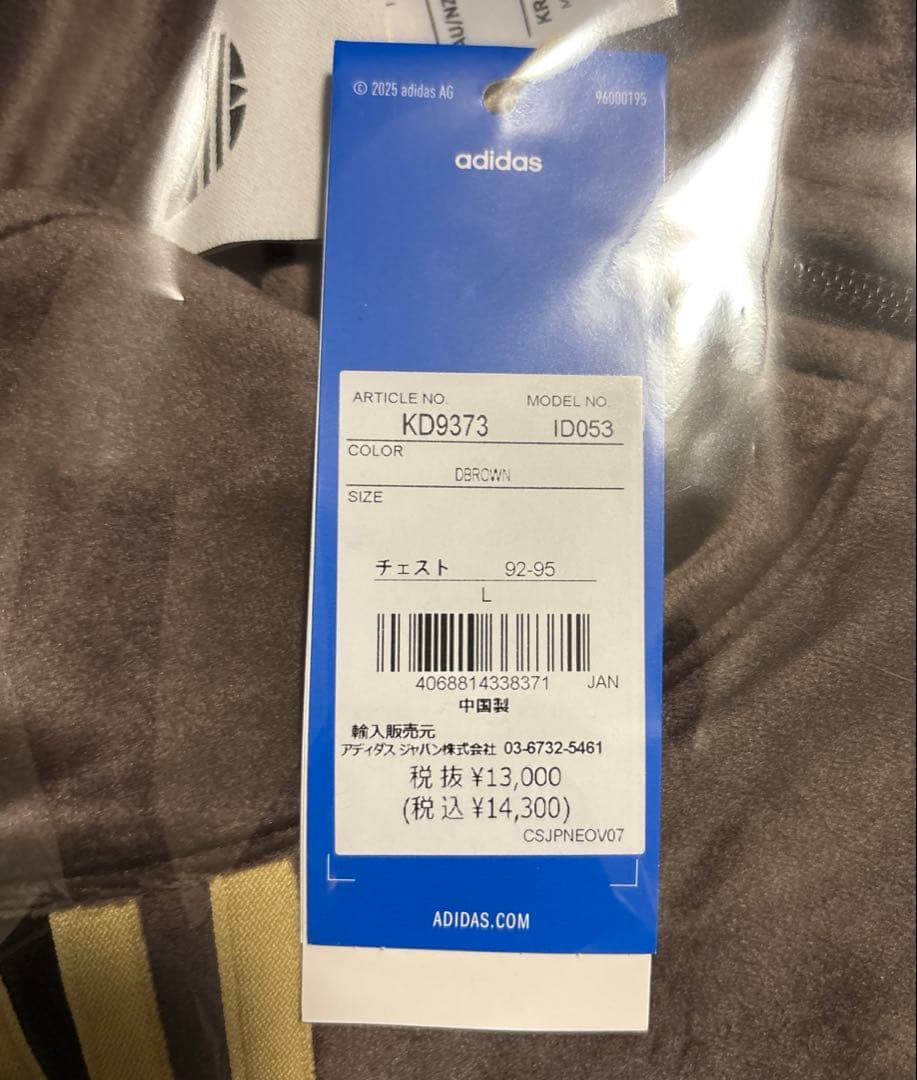 AU/NZ
KR
© 2025 adidas AG
96000195
adidas
ARTICLE NO.
MODEL NO.
KD9373
ID053
COLOR
DBROWN
SIZE
チェスト 92-95
L
4068814338371 JAN
中国製
輸入販売元
アディダス ジャパン株式会社 03-6732-5461
税抜 ¥13,000
(税込 ¥14,300)
CSJPNEOV07
ADIDAS.COM